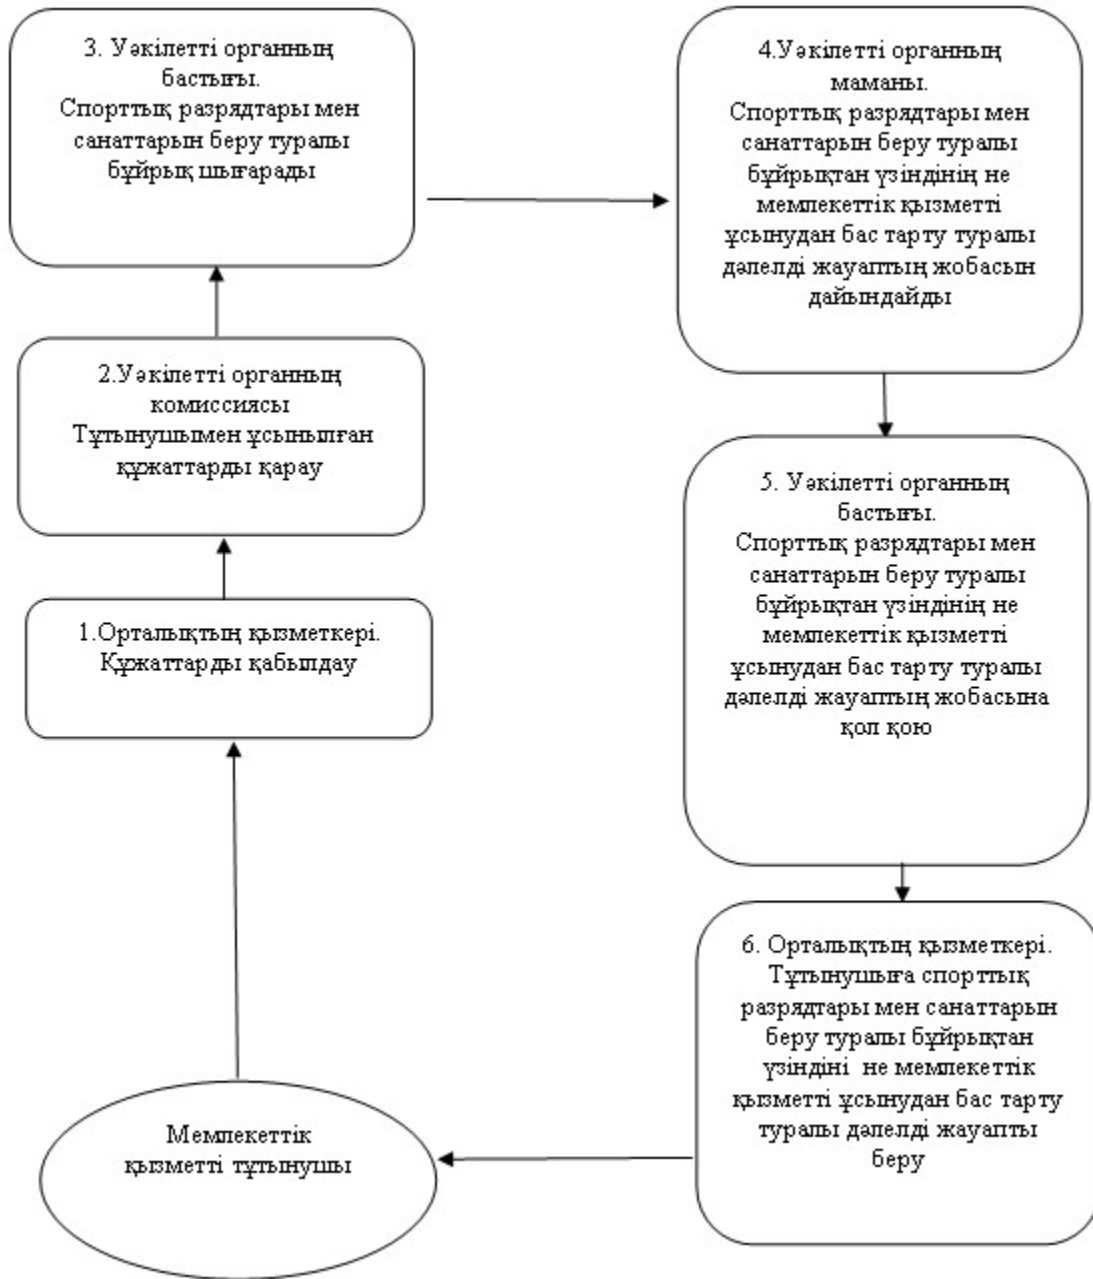 3. Уәкілетті органның
бастығы.
Спорттық разрядтары мен
санаттарын беру туралы
бұйрық шығарады
4.Уәкілетті органның
маманы.
Спорттық разрядтары мен
санаттарын беру туралы
бұйрықтан үзіндінің не
мемлекеттік қызметті
ұсынудан бас тарту туралы
дәлелді жауаптың жобасын
дайындайды
2.Уәкілетті органның
комиссиясы
Тұтынушымен ұсынылған
құжаттарды қарау
5. Уәкілетті органның
бастығы.
Спорттық разрядтары мен
санаттарын беру туралы
бұйрықтан үзіндінің не
мемлекеттік қызметті
ұсынудан бас тарту туралы
дәлелді жауаптың жобасына
қол қою
1.Орталықтың қызметкері.
Құжаттарды қабылдау
6. Орталықтың қызметкері.
Тұтынушыға спорттық
разрядтары мен санаттарын
беру туралы бұйрықтан
үзіндіні не мемлекеттік
қызметті ұсынудан бас тарту
туралы дәлелді жауапты
беру
Мемлекеттік
қызметті тұтынушы